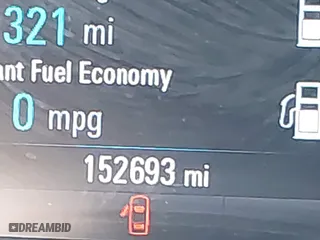 321 mi
ant Fuel Economy
0 mpg
152693 mi
DREAMBID